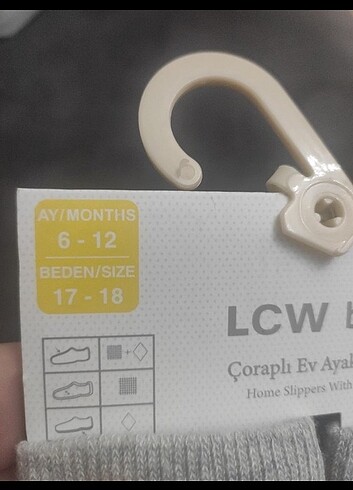 AY/MONTHS
6 - 12
BEDEN/SIZE
17 - 18
LCW
Çoraplı Ev
Home Slippers With